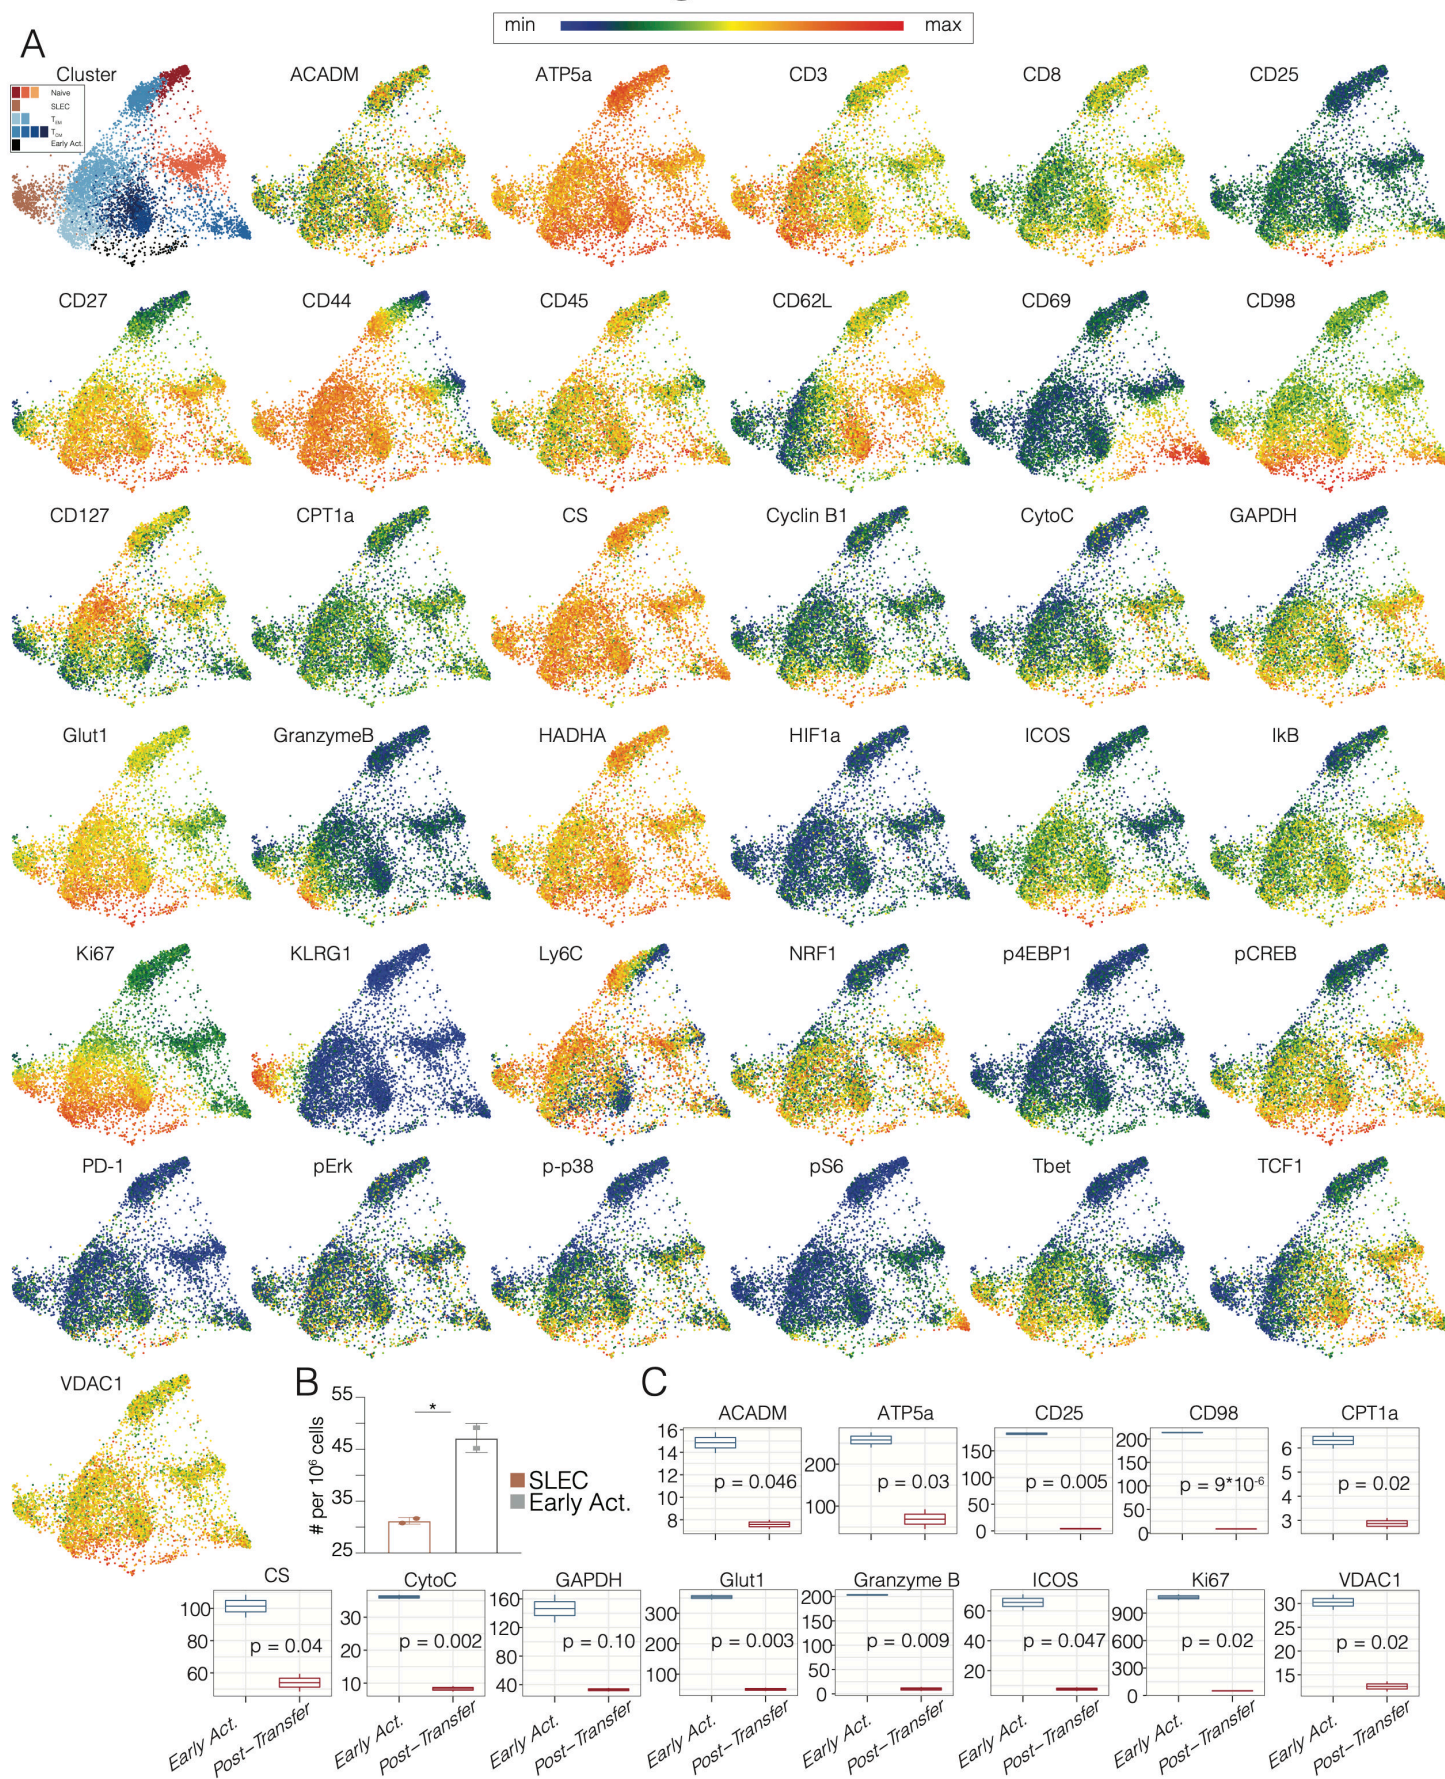 min max
A
Cluster ACADM ATP5a CD3 CD8 CD25
Naive
SLEC
T_EM
T_CM
Early Act.
CD27 CD44 CD45 CD62L CD69 CD98
CD127 CPT1a CS Cyclin B1 CytoC GAPDH
Glut1 GranzymeB HADHA HIF1a ICOS IkB
Ki67 KLRG1 Ly6C NRF1 p4EBP1 pCREB
PD-1 pErk p-p38 pS6 Tbet TCF1
VDAC1
B
55
45
35
25
# per 10⁶ cells
*
SLEC
Early Act.
C
ACADM
16
14
12
10
8
p = 0.046
ATP5a
200
100
p = 0.03
CD25
150
100
50
0
p = 0.005
CD98
200
150
100
50
0
p = 9*10⁻⁶
CPT1a
6
5
4
3
p = 0.02
CS
100
80
60
p = 0.04
Early Act. Post–Transfer
CytoC
30
20
10
p = 0.002
Early Act. Post–Transfer
GAPDH
160
120
80
40
p = 0.10
Early Act. Post–Transfer
Glut1
300
200
100
p = 0.003
Early Act. Post–Transfer
Granzyme B
200
150
100
50
0
p = 0.009
Early Act. Post–Transfer
ICOS
60
40
20
p = 0.047
Early Act. Post–Transfer
Ki67
900
600
300
0
p = 0.02
Early Act. Post–Transfer
VDAC1
30
25
20
15
p = 0.02
Early Act. Post–Transfer